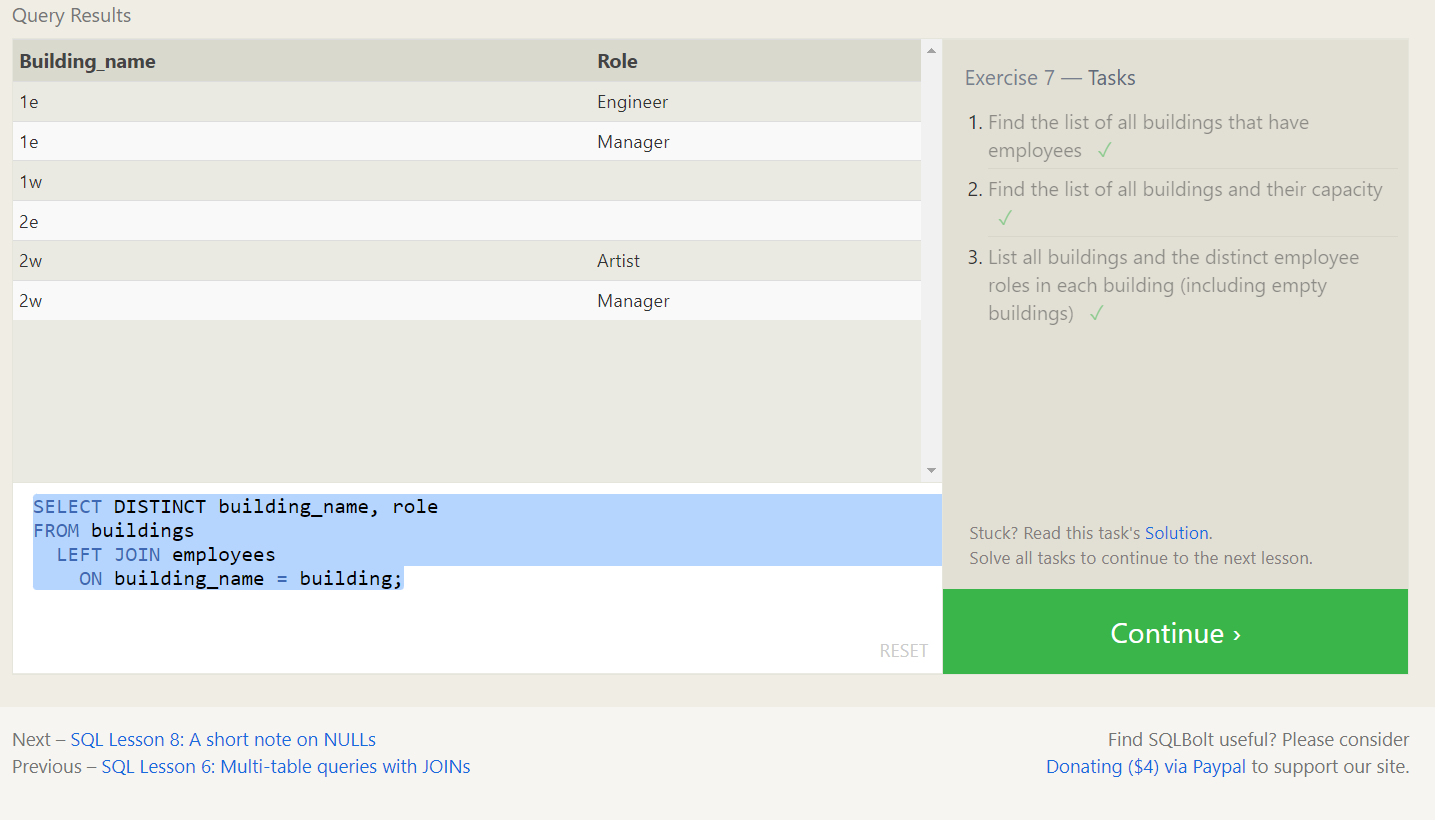 Query Results
Building_name Role
1e Engineer
1e Manager
1w
2e
2w Artist
2w Manager
SELECT DISTINCT building_name, role
FROM buildings
LEFT JOIN employees
ON building_name = building;
RESET
Exercise 7 — Tasks
1. Find the list of all buildings that have
employees ✓
2. Find the list of all buildings and their capacity
✓
3. List all buildings and the distinct employee
roles in each building (including empty
buildings) ✓
Stuck? Read this task's Solution.
Solve all tasks to continue to the next lesson.
Continue ›
Next – SQL Lesson 8: A short note on NULLs
Previous – SQL Lesson 6: Multi-table queries with JOINs
Find SQLBolt useful? Please consider
Donating ($4) via Paypal to support our site.